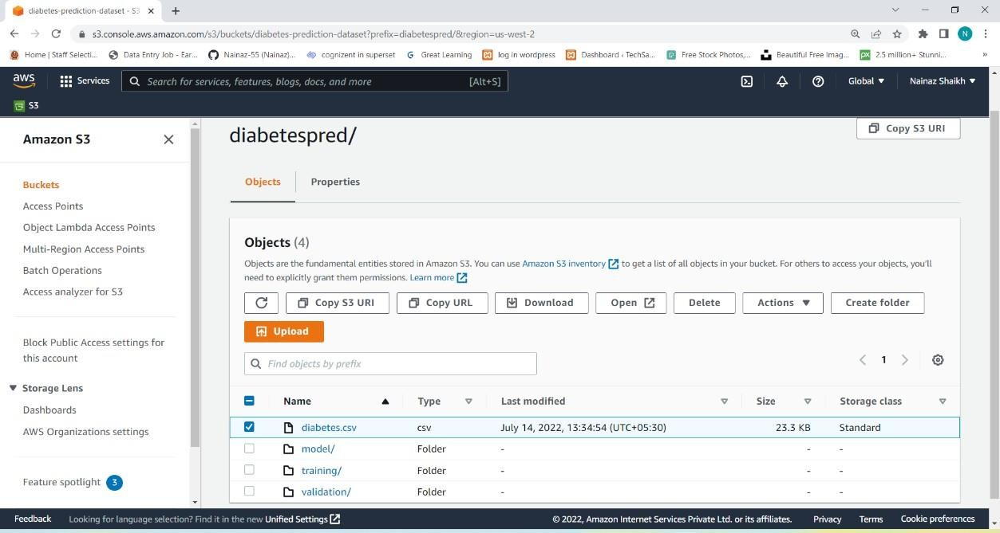 diabetes-prediction-dataset - S3
s3.console.aws.amazon.com/s3/buckets/diabetes-prediction-dataset?prefix=diabetespred/&region=us-west-2
N
Home | Staff Selecti... Data Entry Job - Ear... Nainaz-55 (Nainaz)... cognizent in superset Great Learning log in wordpress Dashboard ‹ TechSa... Free Stock Photos,... Beautiful Free Imag... px 2.5 million+ Stunni... »
aws Services Search for services, features, blogs, docs, and more [Alt+S] Global ▼ Nainaz Shaikh ▼
S3
Amazon S3
Buckets
Access Points
Object Lambda Access Points
Multi-Region Access Points
Batch Operations
Access analyzer for S3
Block Public Access settings for
this account
Storage Lens
Dashboards
AWS Organizations settings
Feature spotlight 3
diabetespred/
Copy S3 URI
Objects Properties
Objects (4)
Objects are the fundamental entities stored in Amazon S3. You can use Amazon S3 inventory to get a list of all objects in your bucket. For others to access your objects, you'll
need to explicitly grant them permissions. Learn more
Copy S3 URI Copy URL Download Open Delete Actions ▼ Create folder
Upload
Find objects by prefix 1
Name Type Last modified Size Storage class
diabetes.csv csv July 14, 2022, 13:34:54 (UTC+05:30) 23.3 KB Standard
model/ Folder - - -
training/ Folder - - -
validation/ Folder - - -
Feedback Looking for language selection? Find it in the new Unified Settings © 2022, Amazon Internet Services Private Ltd. or its affiliates. Privacy Terms Cookie preferences